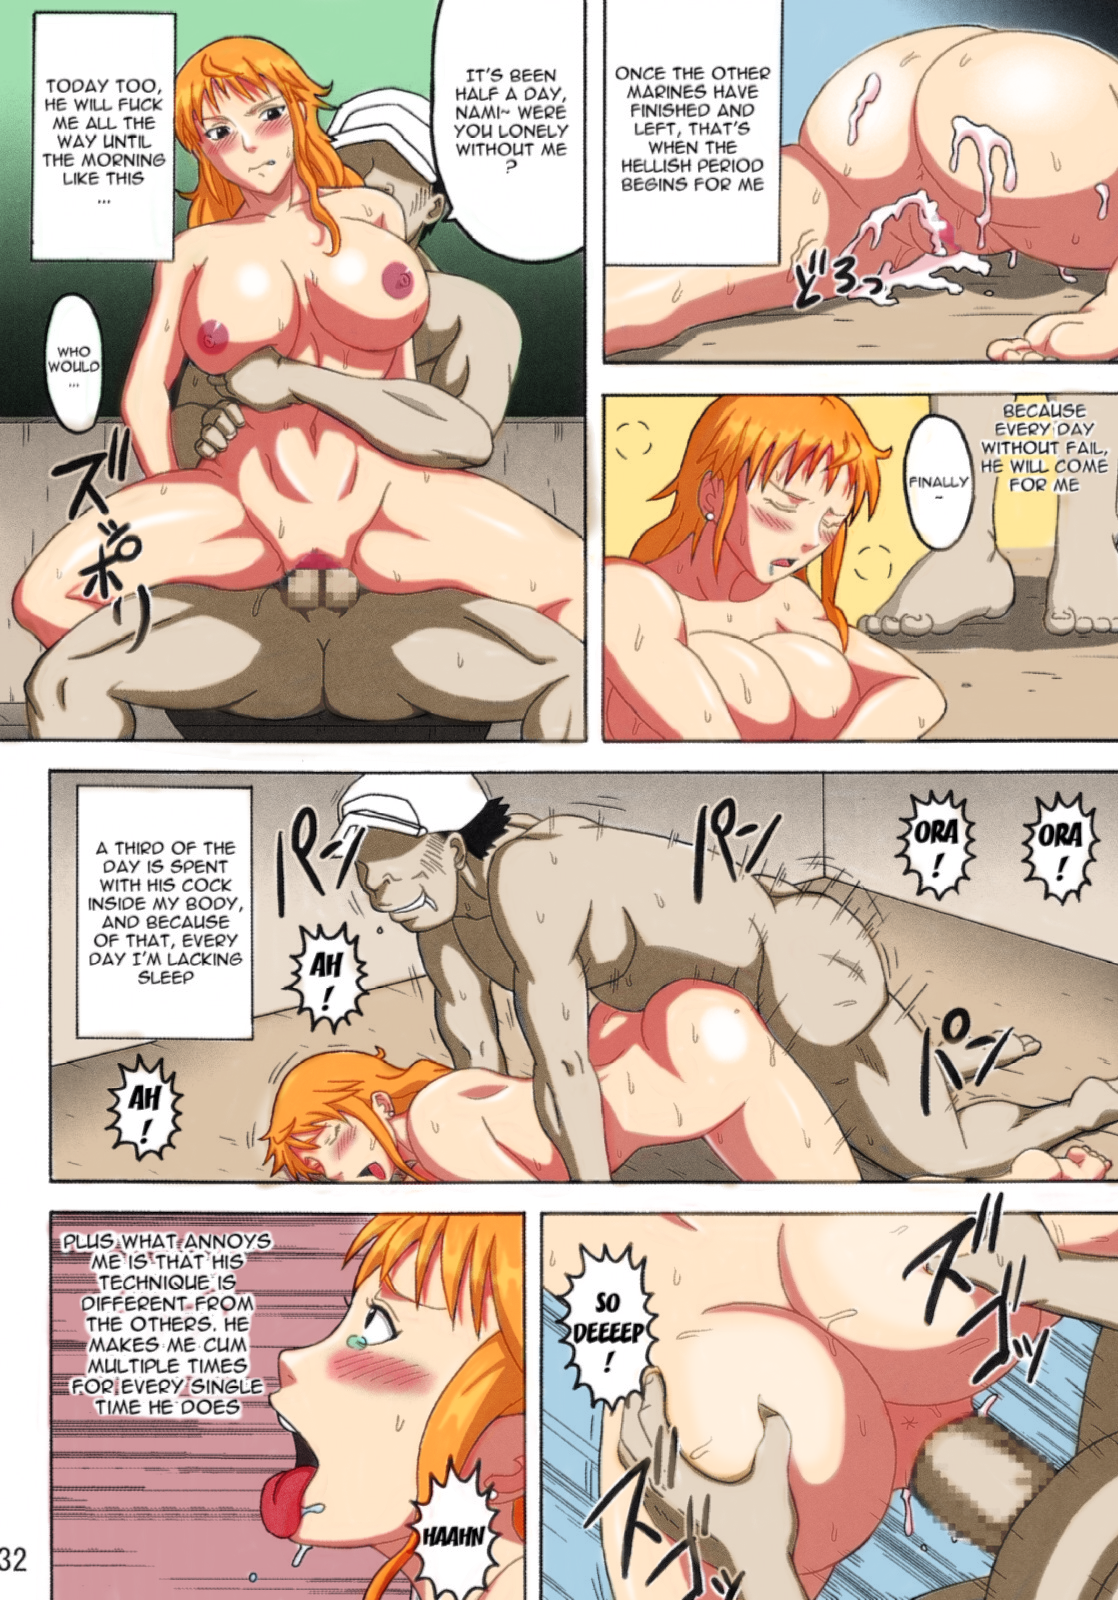 ONCE THE OTHER
MARINES HAVE
FINISHED AND
LEFT, THAT'S
WHEN THE
HELLISH PERIOD
BEGINS FOR ME
どろっ
BECAUSE
EVERY DAY
WITHOUT FAIL,
HE WILL COME
FOR ME
FINALLY
~
IT'S BEEN
HALF A DAY,
NAMI~ WERE
YOU LONELY
WITHOUT ME
?
TODAY TOO,
HE WILL FUCK
ME ALL THE
WAY UNTIL
THE MORNING
LIKE THIS
...
WHO
WOULD
...
ズッポリ
ORA
!
ORA
!
パン
パン
パン
A THIRD OF THE
DAY IS SPENT
WITH HIS COCK
INSIDE MY BODY,
AND BECAUSE
OF THAT, EVERY
DAY I'M LACKING
SLEEP
AH
!
AH
!
ズブッ
SO
DEEEEP
!
ズブッ
PLUS WHAT ANNOYS
ME IS THAT HIS
TECHNIQUE IS
DIFFERENT FROM
THE OTHERS. HE
MAKES ME CUM
MULTIPLE TIMES
FOR EVERY SINGLE
TIME HE DOES
HAAHN
32